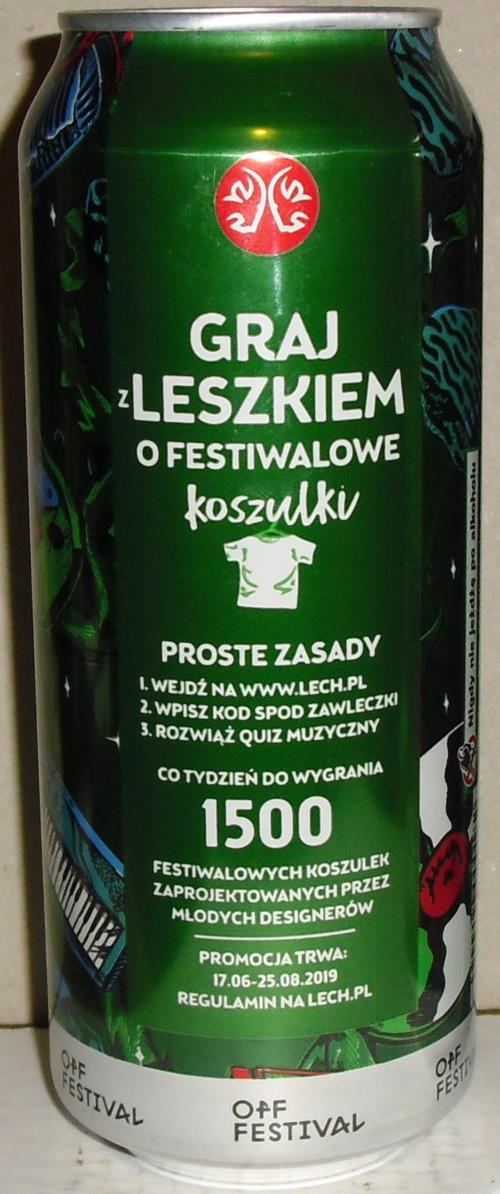 GRAJ
z LESZKIEM
O FESTIWALOWE
koszulki
PROSTE ZASADY
1. WEJDŹ NA WWW.LECH.PL
2. WPISZ KOD SPOD ZAWLECZKI
3. ROZWIĄŻ QUIZ MUZYCZNY
CO TYDZIEŃ DO WYGRANIA
1500
FESTIWALOWYCH KOSZULEK
ZAPROJEKTOWANYCH PRZEZ
MŁODYCH DESIGNERÓW
PROMOCJA TRWA:
17.06-25.08.2019
REGULAMIN NA LECH.PL
Nigdy nie jeżdżę po alkoholu
OFF
FESTIVAL
OFF
FESTIVAL
OFF
FESTI